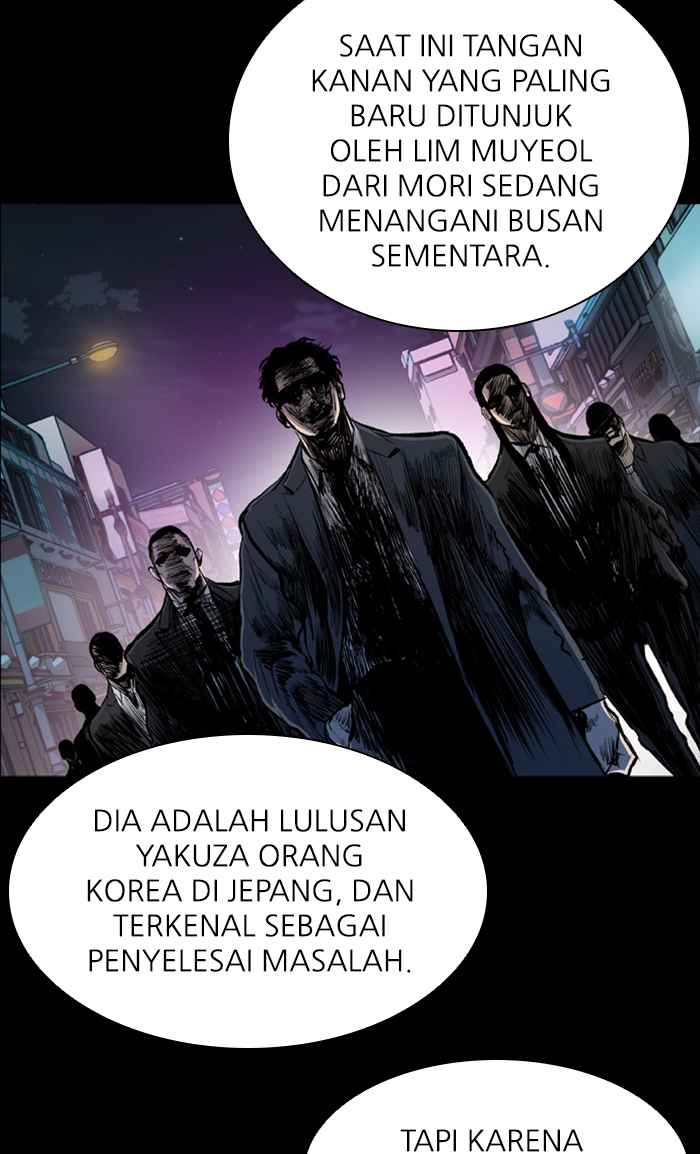 SAAT INI TANGAN
KANAN YANG PALING
BARU DITUNJUK
OLEH LIM MUYEOL
DARI MORI SEDANG
MENANGANI BUSAN
SEMENTARA.
DIA ADALAH LULUSAN
YAKUZA ORANG
KOREA DI JEPANG, DAN
TERKENAL SEBAGAI
PENYELESAI MASALAH.
TAPI KARENA